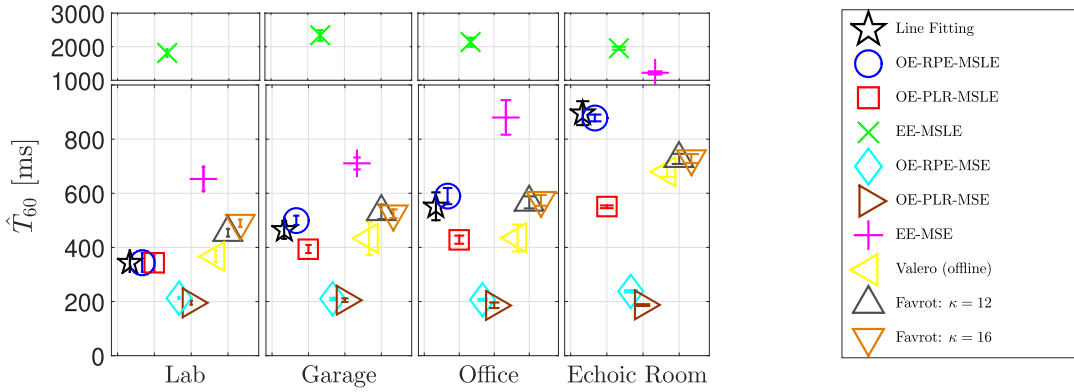 3000
2000
1000
800
600
400
200
0
T̂60 [ms]
Lab
Garage
Office
Echoic Room
Line Fitting
OE-RPE-MSLE
OE-PLR-MSLE
EE-MSLE
OE-RPE-MSE
OE-PLR-MSE
EE-MSE
Valero (offline)
Favrot: κ = 12
Favrot: κ = 16